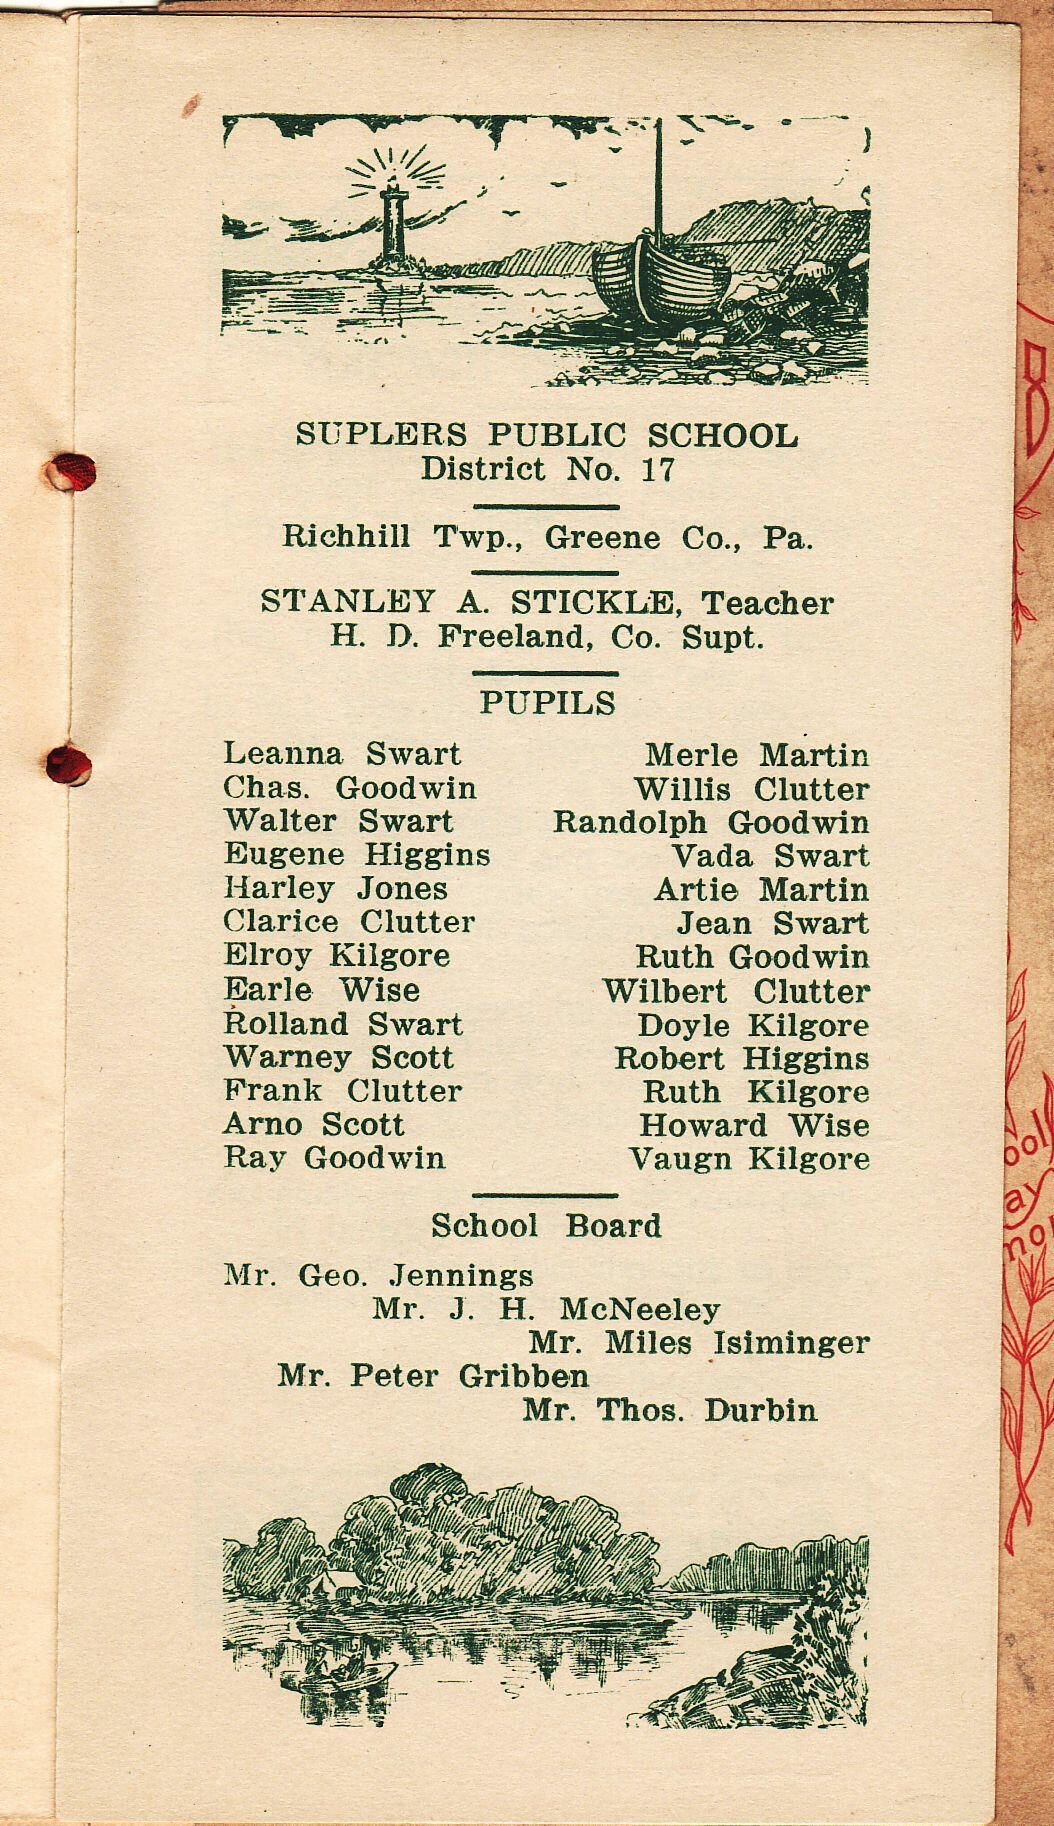 SUPLERS PUBLIC SCHOOL
District No. 17
Richhill Twp., Greene Co., Pa.
STANLEY A. STICKLE, Teacher
H. D. Freeland, Co. Supt.
PUPILS
Leanna Swart
Chas. Goodwin
Walter Swart
Eugene Higgins
Harley Jones
Clarice Clutter
Elroy Kilgore
Earle Wise
Rolland Swart
Warney Scott
Frank Clutter
Arno Scott
Ray Goodwin
Merle Martin
Willis Clutter
Randolph Goodwin
Vada Swart
Artie Martin
Jean Swart
Ruth Goodwin
Wilbert Clutter
Doyle Kilgore
Robert Higgins
Ruth Kilgore
Howard Wise
Vaugn Kilgore
School Board
Mr. Geo. Jennings
Mr. J. H. McNeeley
Mr. Miles Isiminger
Mr. Peter Gribben
Mr. Thos. Durbin